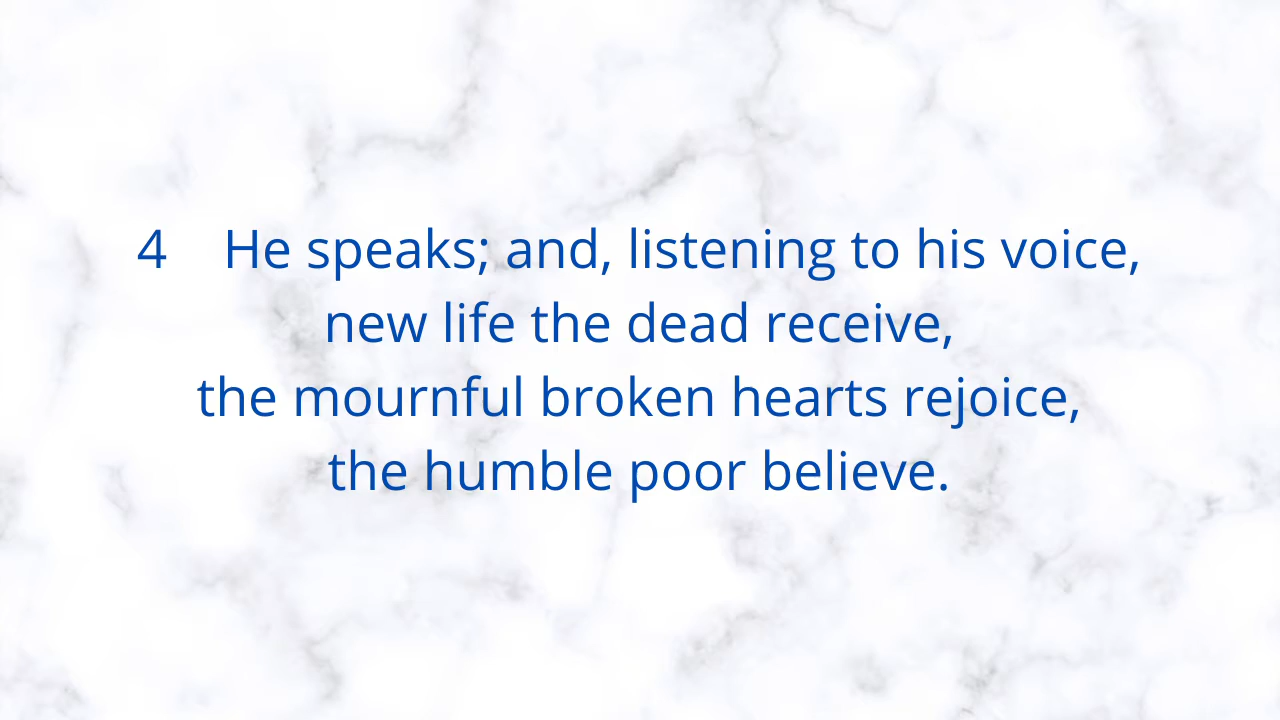 4 He speaks; and, listening to his voice,
new life the dead receive,
the mournful broken hearts rejoice,
the humble poor believe.